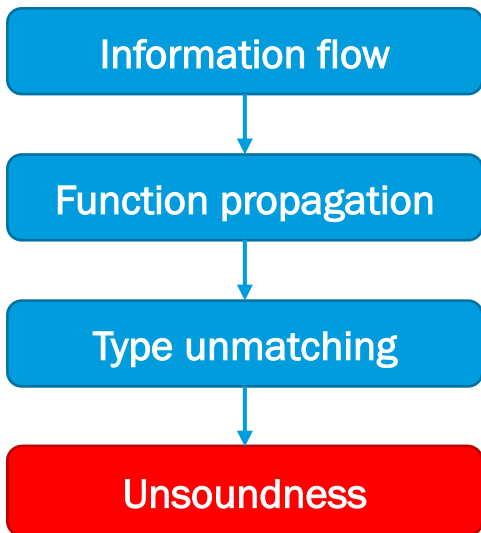 Information flow
Function propagation
Type unmatching
Unsoundness